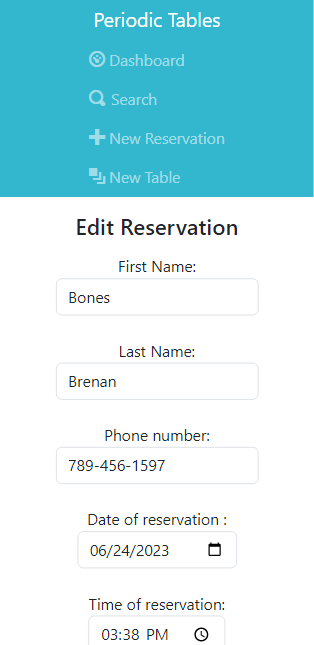 Periodic Tables
Dashboard
Search
New Reservation
New Table
Edit Reservation
First Name:
Bones
Last Name:
Brenan
Phone number:
789-456-1597
Date of reservation :
06/24/2023
Time of reservation:
03:38 PM